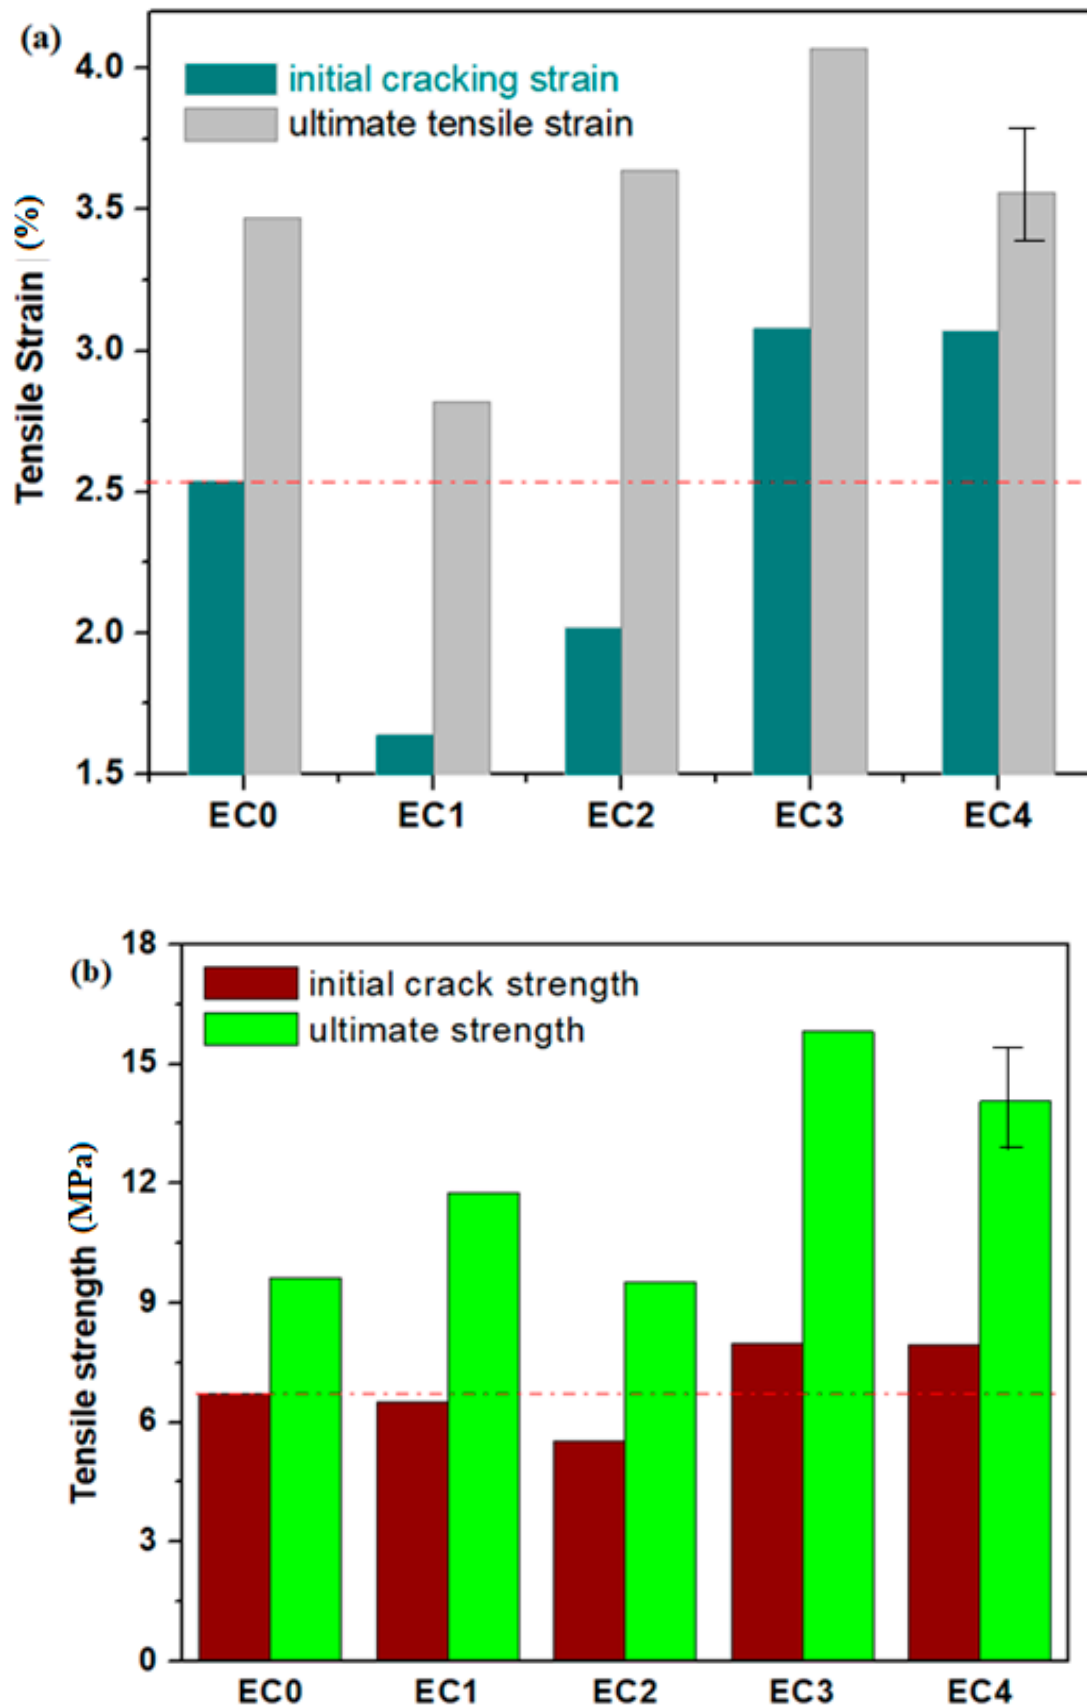 (a)
initial cracking strain
ultimate tensile strain
Tensile Strain (%)
4.0
3.5
3.0
2.5
2.0
1.5
EC0 EC1 EC2 EC3 EC4
(b)
initial crack strength
ultimate strength
Tensile strength (MPa)
18
15
12
9
6
3
0
EC0 EC1 EC2 EC3 EC4